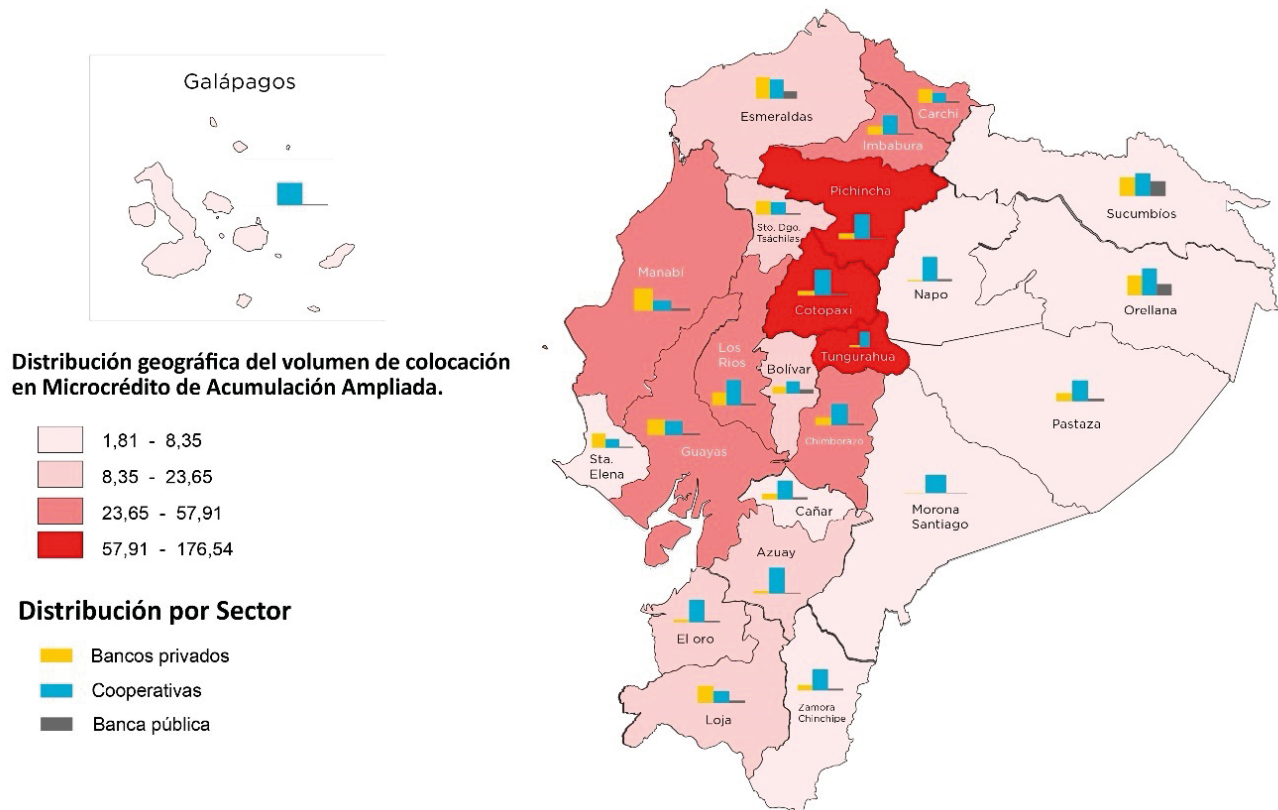 Galápagos
Distribución geográfica del volumen de colocación
en Microcrédito de Acumulación Ampliada.
1,81 - 8,35
8,35 - 23,65
23,65 - 57,91
57,91 - 176,54
Distribución por Sector
Bancos privados
Cooperativas
Banca pública
Esmeraldas
Carchi
Imbabura
Pichincha
Sucumbíos
Sto. Dgo.
Tsáchilas
Manabí
Cotopaxi
Napo
Orellana
Los
Rios
Tungurahua
Bolívar
Pastaza
Chimborazo
Guayas
Sta.
Elena
Cañar
Morona
Santiago
Azuay
El oro
Loja
Zamora
Chinchipe